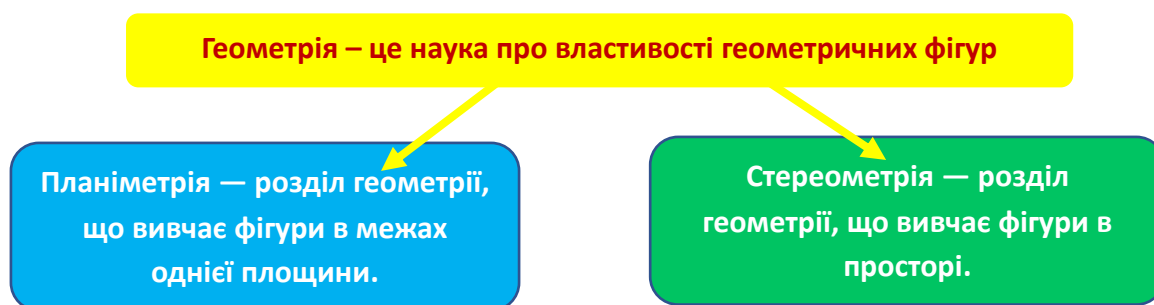 Геометрія – це наука про властивості геометричних фігур
Планіметрія — розділ геометрії,
що вивчає фігури в межах
однієї площини.
Стереометрія — розділ
геометрії, що вивчає фігури в
просторі.